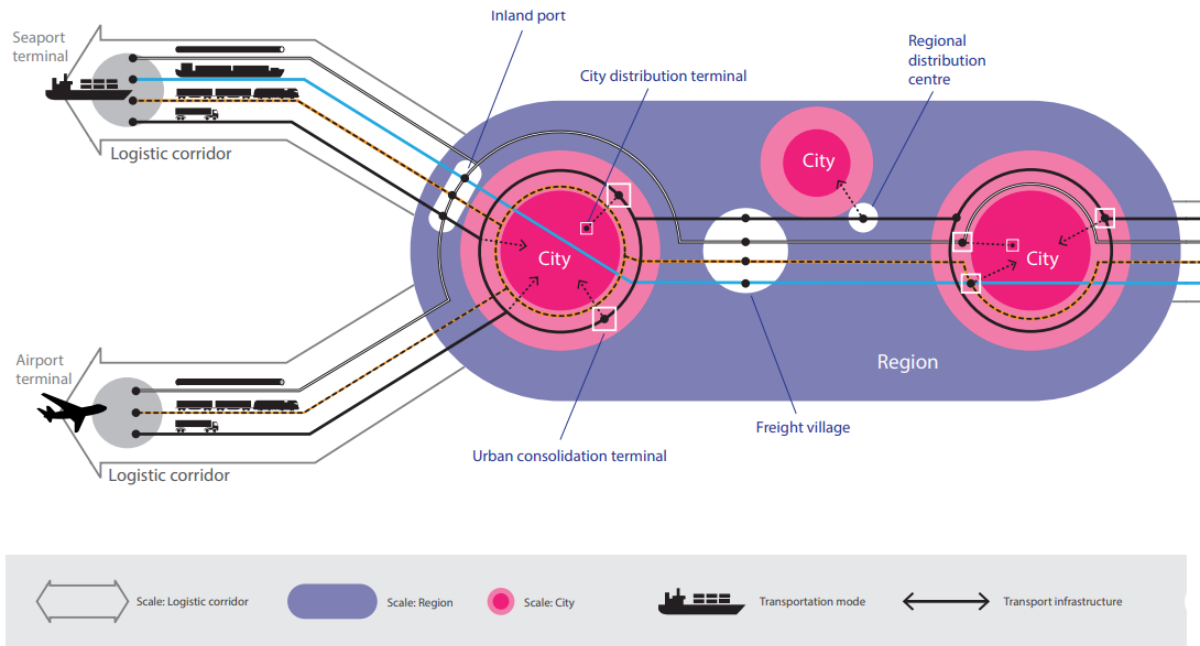 Inland port
Seaport
terminal
Regional
distribution
centre
City distribution terminal
Logistic corridor
City
City
City
Region
Airport
terminal
Freight village
Urban consolidation terminal
Logistic corridor
Scale: Logistic corridor
Scale: Region
Scale: City
Transportation mode
Transport infrastructure